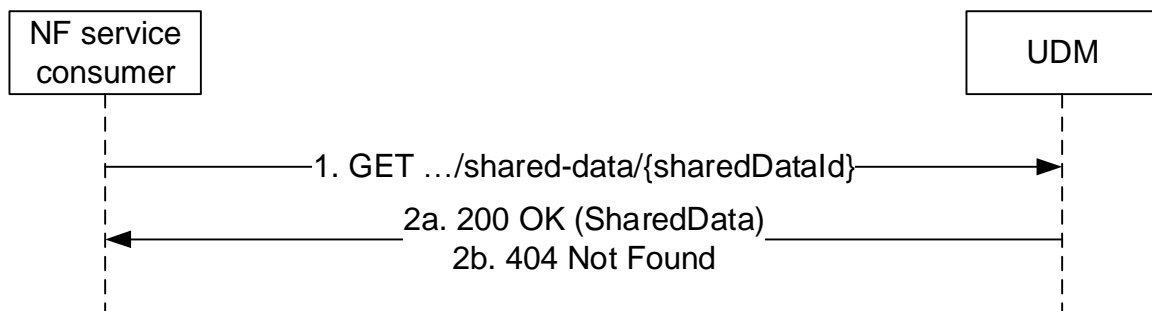 NF service
consumer
UDM
1. GET …/shared-data/{sharedDataId}
2a. 200 OK (SharedData)
2b. 404 Not Found